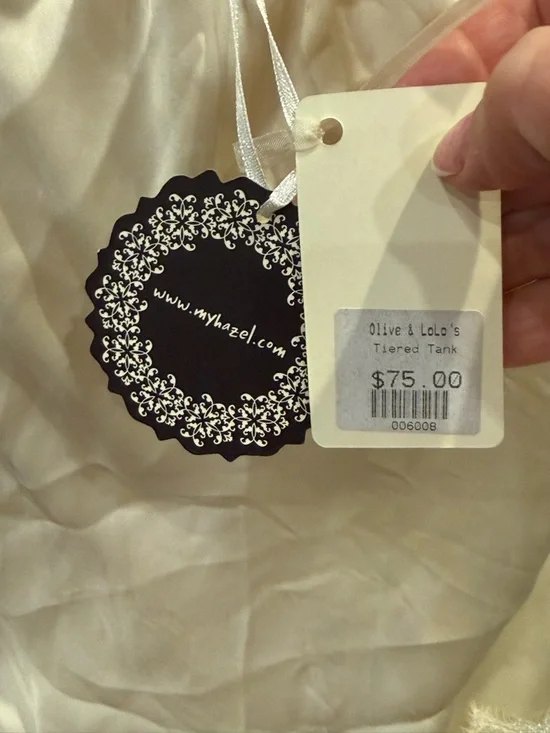 www.myhazel.com
Olive & LoLo's
Tiered Tank
$75.00
006008